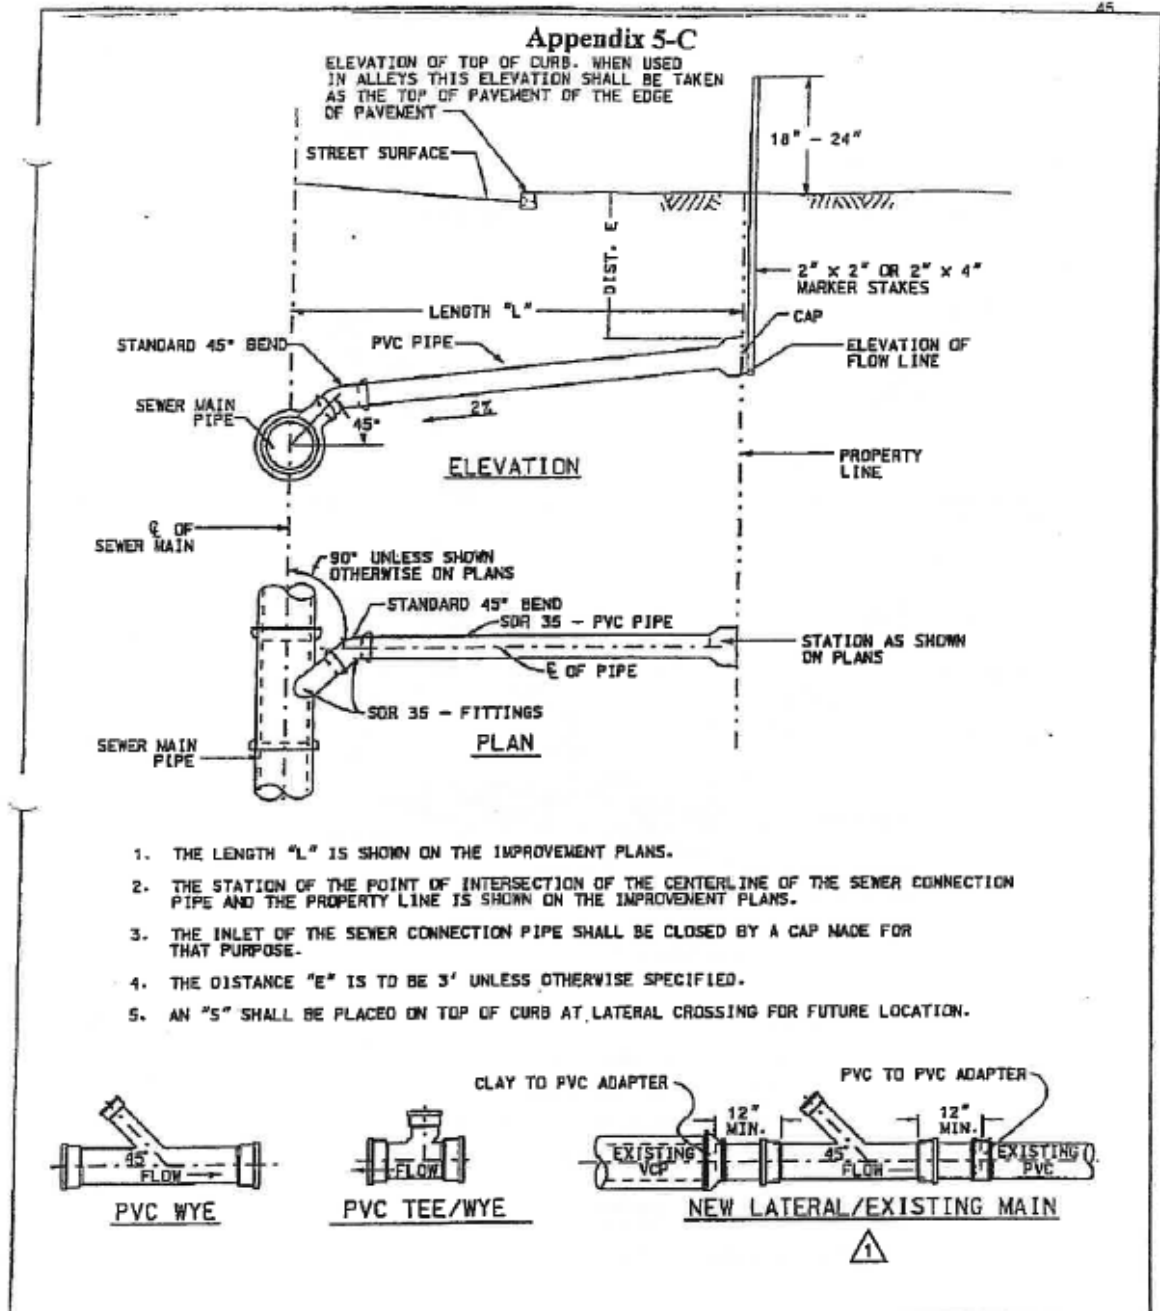 45
Appendix 5-C
ELEVATION OF TOP OF CURB. WHEN USED
IN ALLEYS THIS ELEVATION SHALL BE TAKEN
AS THE TOP OF PAVEMENT OF THE EDGE
OF PAVEMENT
18" - 24"
STREET SURFACE
DIST. E
2" x 2" OR 2" x 4"
MARKER STAKES
LENGTH "L"
CAP
STANDARD 45° BEND
PVC PIPE
ELEVATION OF
FLOW LINE
SEWER MAIN
PIPE
45°
2%
ELEVATION
PROPERTY
LINE
℄ OF
SEWER MAIN
90° UNLESS SHOWN
OTHERWISE ON PLANS
STANDARD 45° BEND
SDR 35 - PVC PIPE
STATION AS SHOWN
ON PLANS
℄ OF PIPE
SDR 35 - FITTINGS
SEWER MAIN
PIPE
PLAN
1. THE LENGTH "L" IS SHOWN ON THE IMPROVEMENT PLANS.
2. THE STATION OF THE POINT OF INTERSECTION OF THE CENTERLINE OF THE SEWER CONNECTION
PIPE AND THE PROPERTY LINE IS SHOWN ON THE IMPROVEMENT PLANS.
3. THE INLET OF THE SEWER CONNECTION PIPE SHALL BE CLOSED BY A CAP MADE FOR
THAT PURPOSE.
4. THE DISTANCE "E" IS TO BE 3' UNLESS OTHERWISE SPECIFIED.
5. AN "S" SHALL BE PLACED ON TOP OF CURB AT LATERAL CROSSING FOR FUTURE LOCATION.
CLAY TO PVC ADAPTER
PVC TO PVC ADAPTER
12"
MIN.
12"
MIN.
45°
FLOW
FLOW
EXISTING
VCP
45°
FLOW
EXISTING
PVC
PVC WYE
PVC TEE/WYE
NEW LATERAL/EXISTING MAIN
1